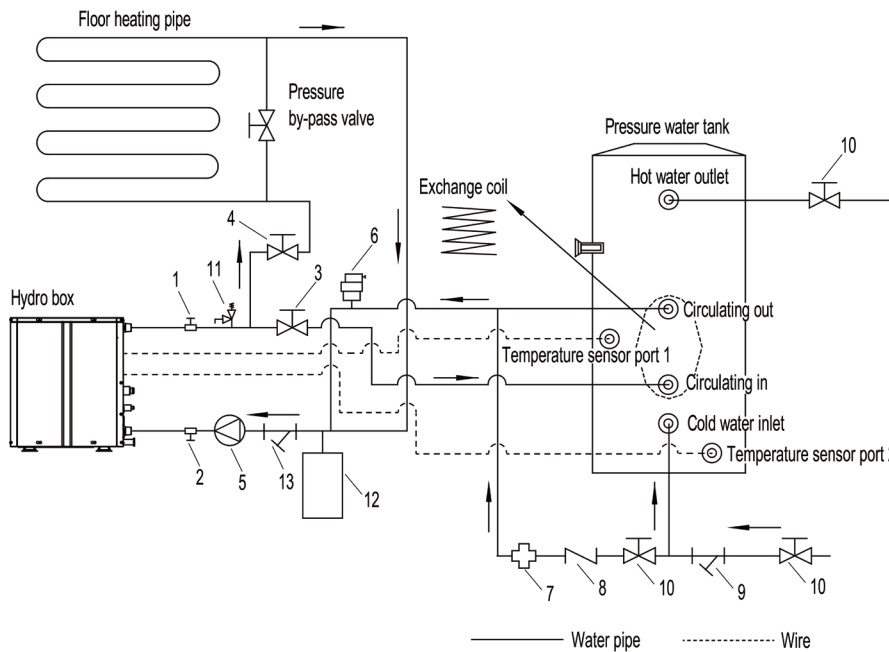 Floor heating pipe
Pressure
by-pass valve
Pressure water tank
10
Hot water outlet
Exchange coil
4
6
11
3
1
Hydro box
Circulating out
Temperature sensor port 1
Circulating in
Cold water inlet
Temperature sensor port 2
2
5
13
12
7
8
10
9
10
Water pipe
Wire